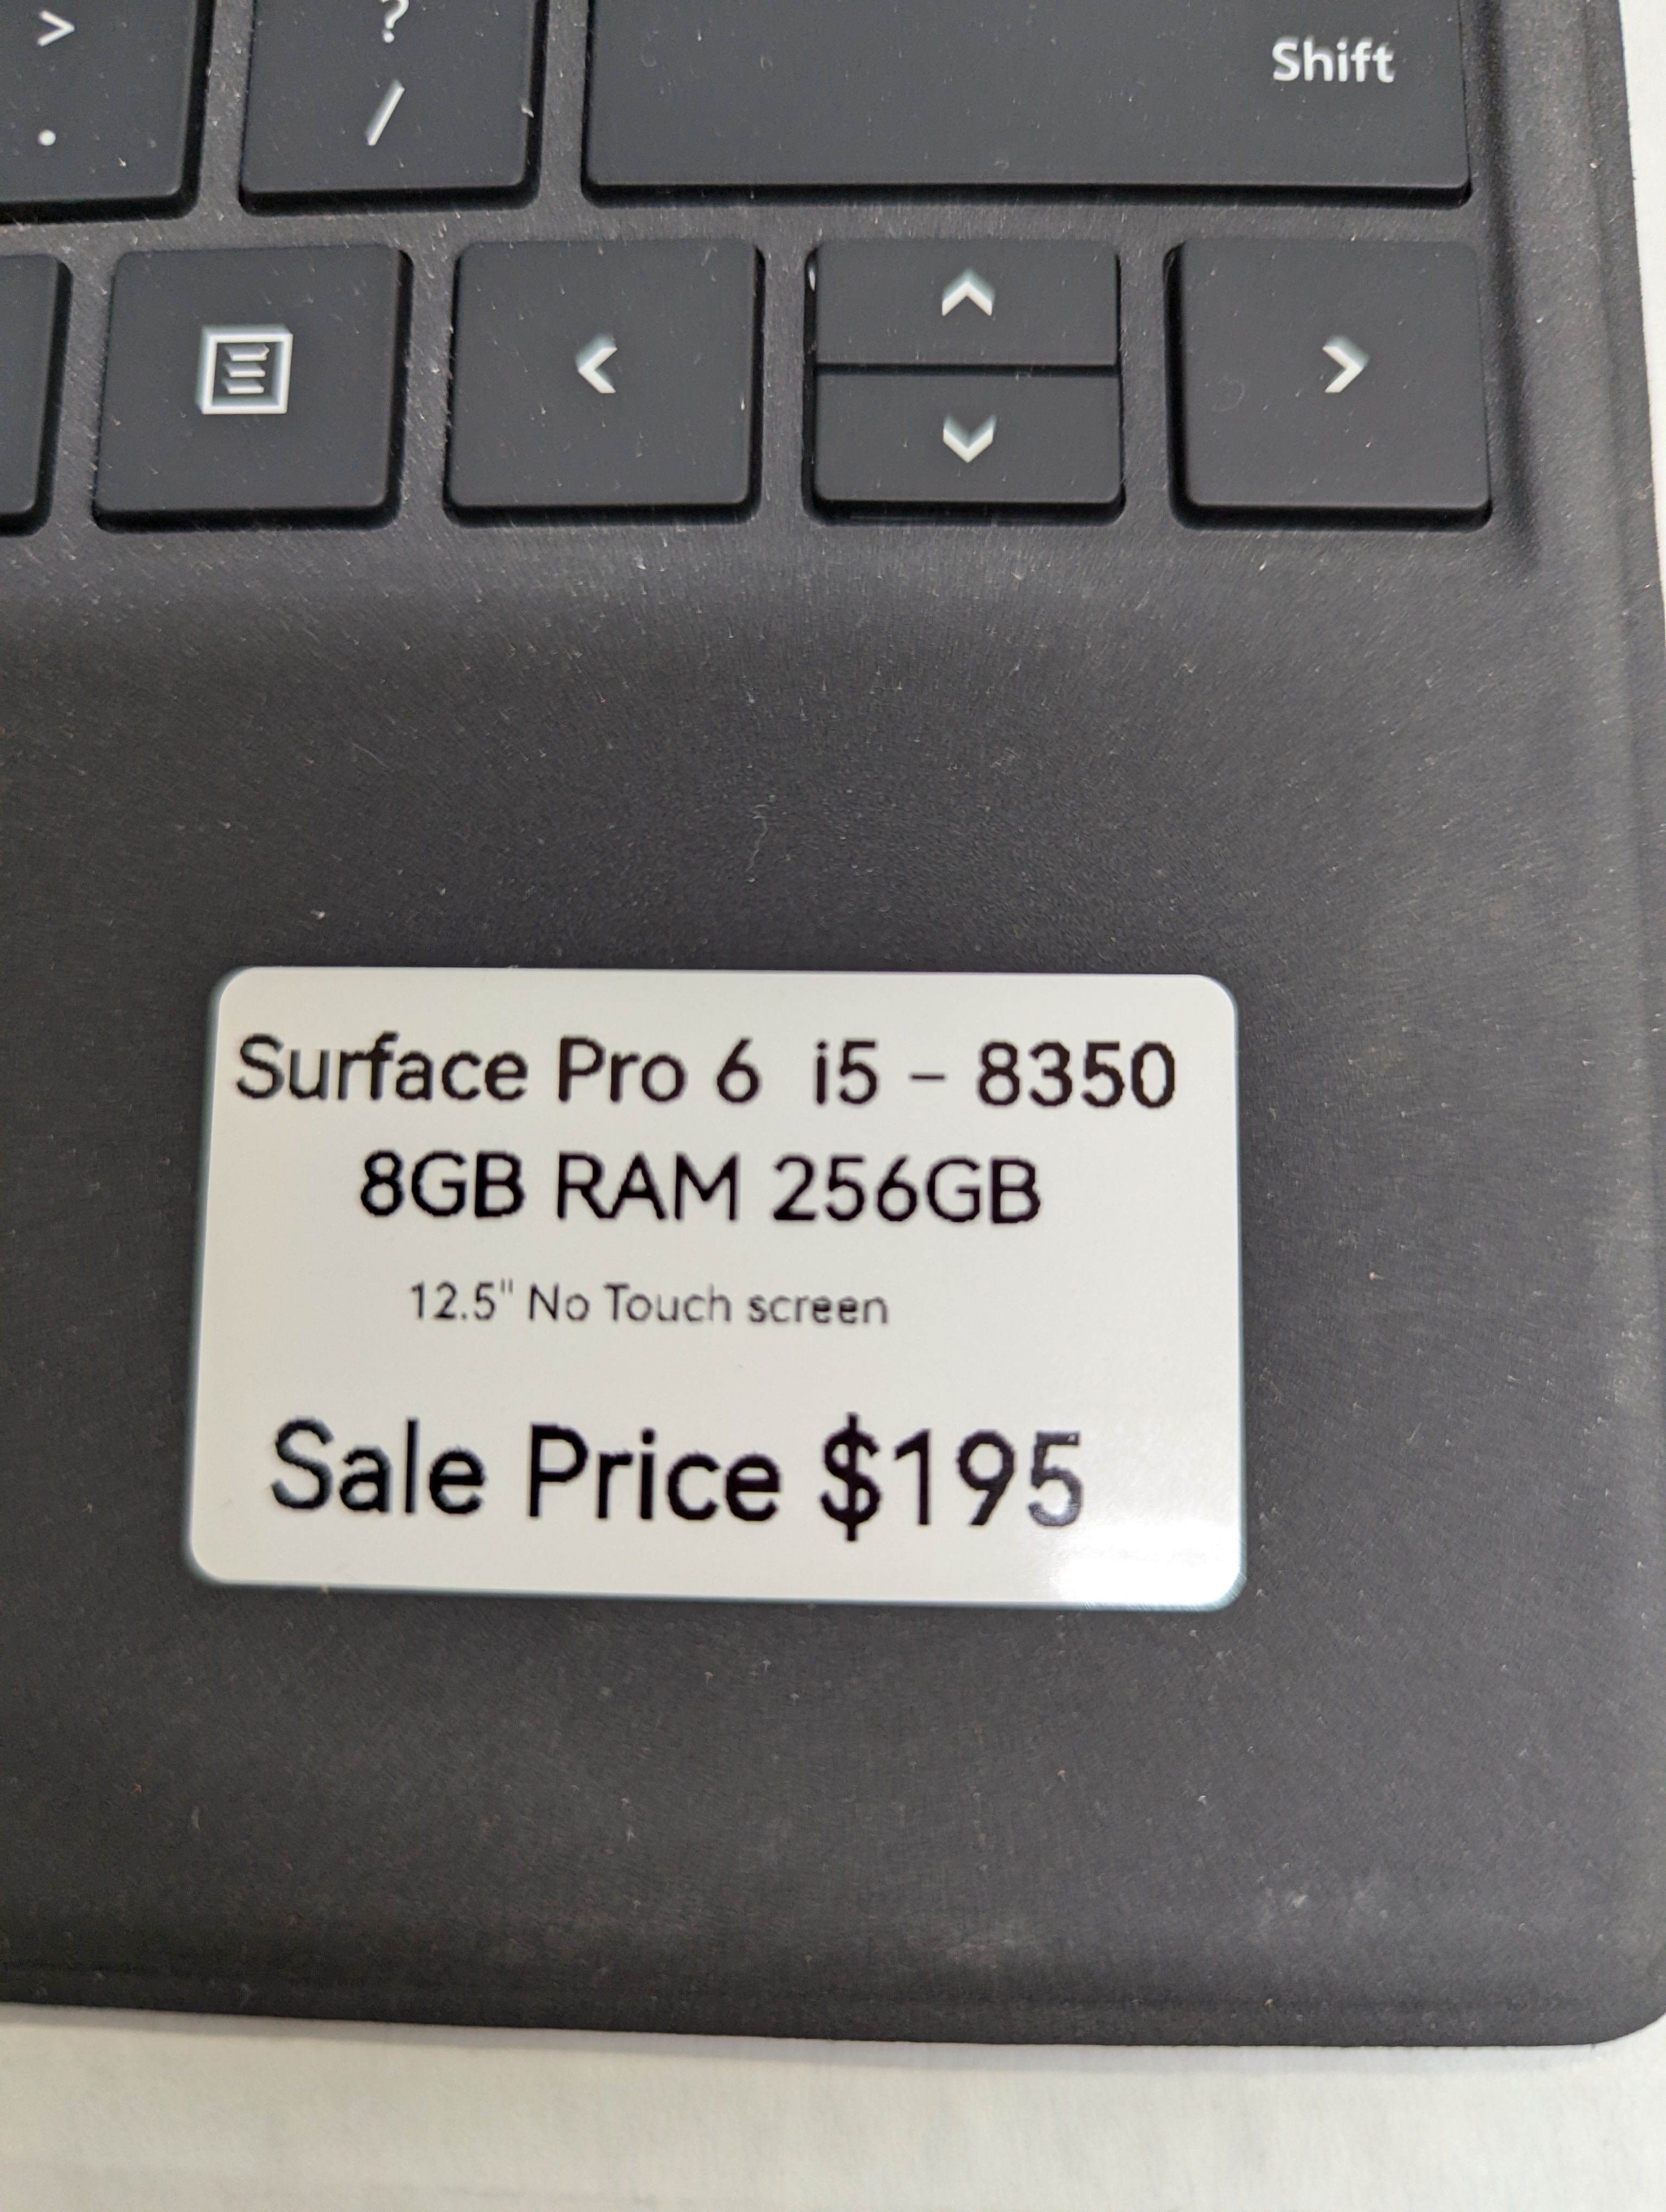 >
.
?
/
Shift
< ^ >
v
Surface Pro 6 i5 – 8350
8GB RAM 256GB
12.5" No Touch screen
Sale Price $195